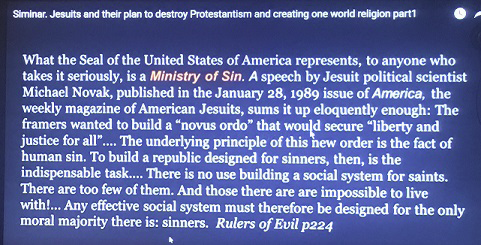 Siminar. Jesuits and their plan to destroy Protestantism and creating one world religion part1
What the Seal of the United States of America represents, to anyone who
takes it seriously, is a Ministry of Sin. A speech by Jesuit political scientist
Michael Novak, published in the January 28, 1989 issue of America, the
weekly magazine of American Jesuits, sums it up eloquently enough: The
framers wanted to build a “novus ordo” that would secure “liberty and
justice for all”.... The underlying principle of this new order is the fact of
human sin. To build a republic designed for sinners, then, is the
indispensable task.... There is no use building a social system for saints.
There are too few of them. And those there are are impossible to live
with!... Any effective social system must therefore be designed for the only
moral majority there is: sinners. Rulers of Evil p224